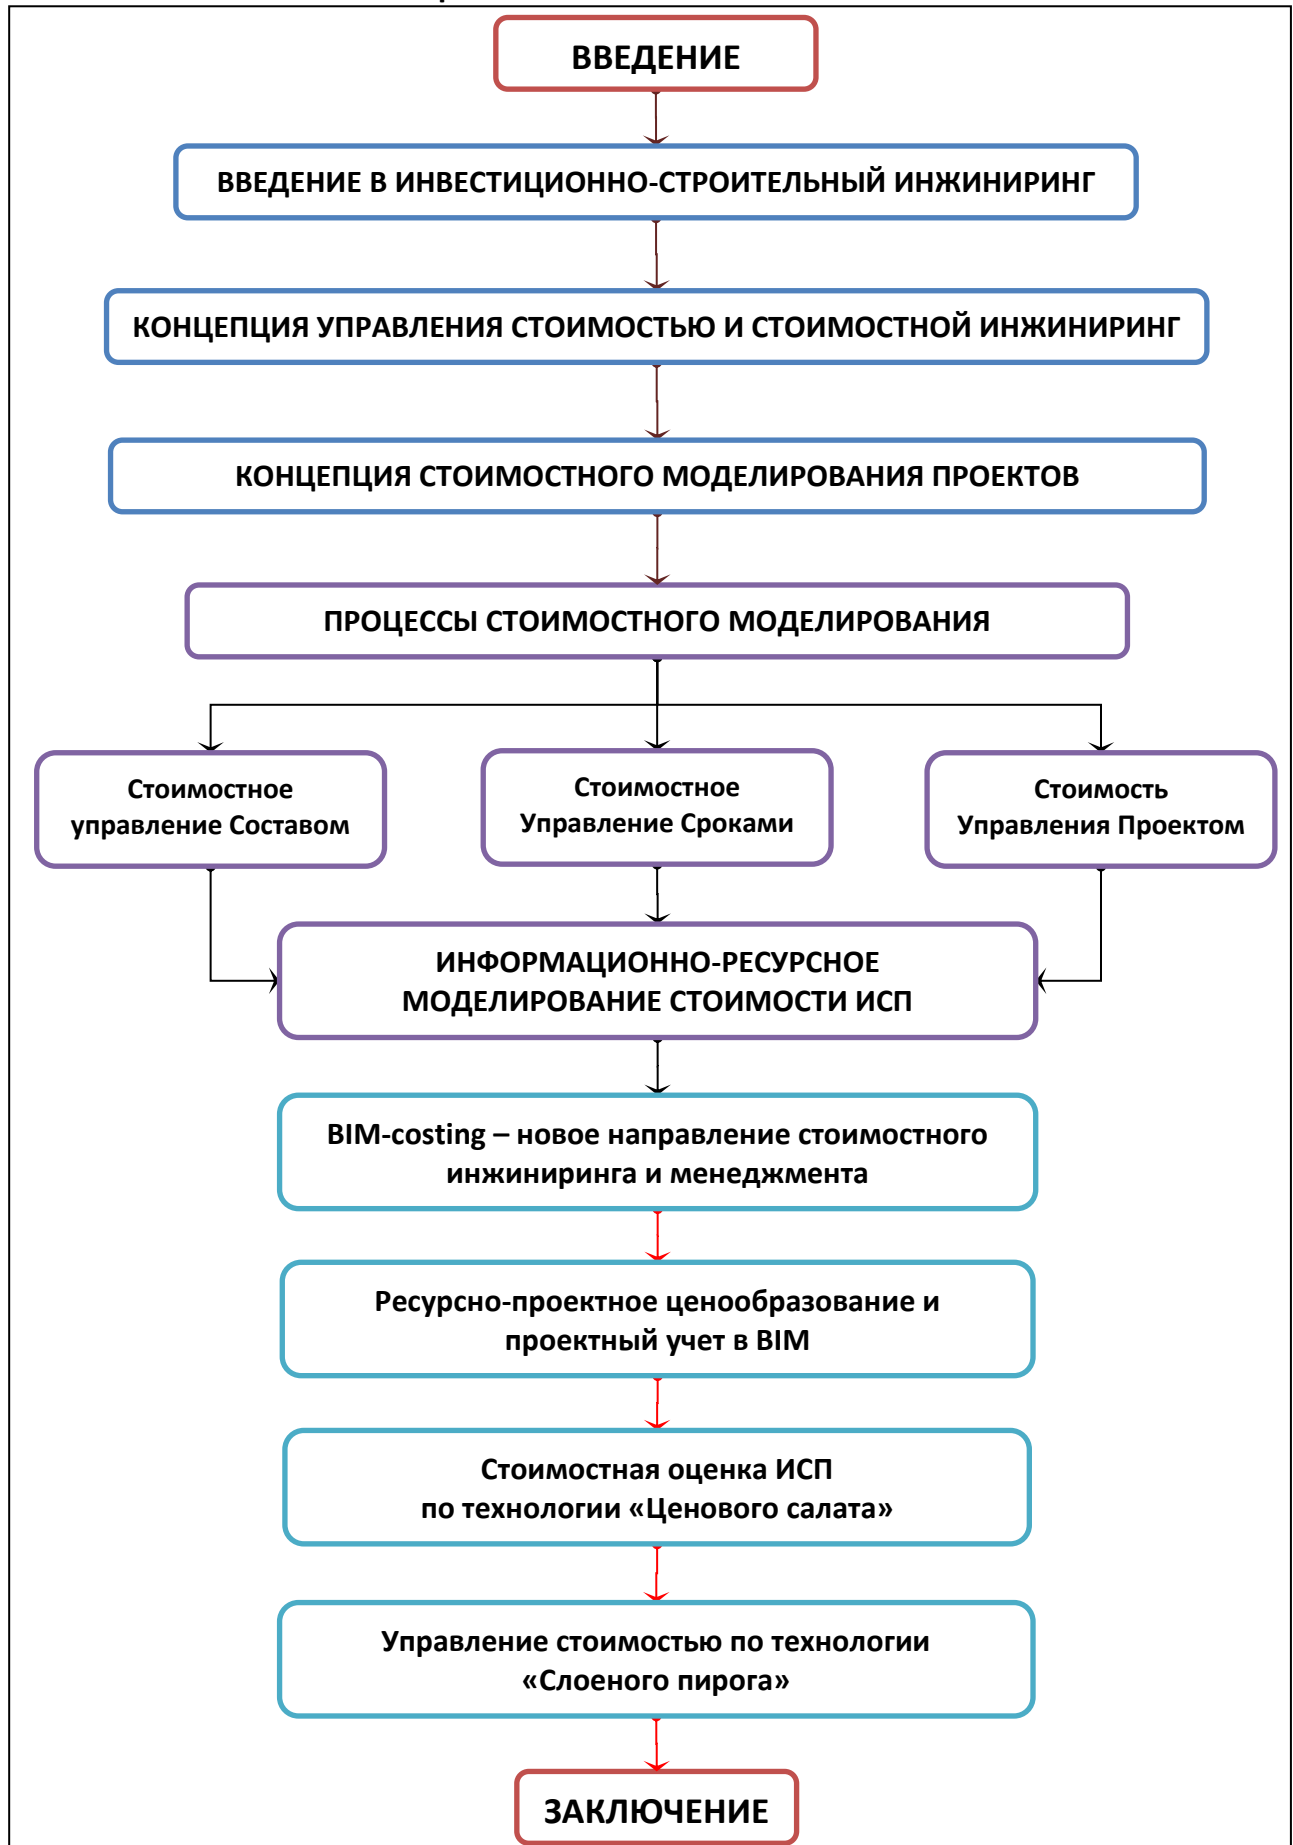 ВВЕДЕНИЕ
ВВЕДЕНИЕ В ИНВЕСТИЦИОННО-СТРОИТЕЛЬНЫЙ ИНЖИНИРИНГ
КОНЦЕПЦИЯ УПРАВЛЕНИЯ СТОИМОСТЬЮ И СТОИМОСТНОЙ ИНЖИНИРИНГ
КОНЦЕПЦИЯ СТОИМОСТНОГО МОДЕЛИРОВАНИЯ ПРОЕКТОВ
ПРОЦЕССЫ СТОИМОСТНОГО МОДЕЛИРОВАНИЯ
Стоимостное
управление Составом
Стоимостное
Управление Сроками
Стоимость
Управления Проектом
ИНФОРМАЦИОННО-РЕСУРСНОЕ
МОДЕЛИРОВАНИЕ СТОИМОСТИ ИСП
BIM-costing – новое направление стоимостного
инжиниринга и менеджмента
Ресурсно-проектное ценообразование и
проектный учет в BIM
Стоимостная оценка ИСП
по технологии «Ценового салата»
Управление стоимостью по технологии
«Слоеного пирога»
ЗАКЛЮЧЕНИЕ